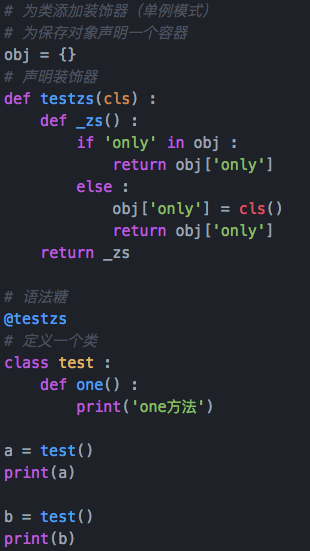 # 为类添加装饰器（单例模式）
# 为保存对象声明一个容器
obj = {}
# 声明装饰器
def testzs(cls) :
    def _zs() :
        if 'only' in obj :
            return obj['only']
        else :
            obj['only'] = cls()
            return obj['only']
    return _zs

# 语法糖
@testzs
# 定义一个类
class test :
    def one() :
        print('one方法')

a = test()
print(a)

b = test()
print(b)